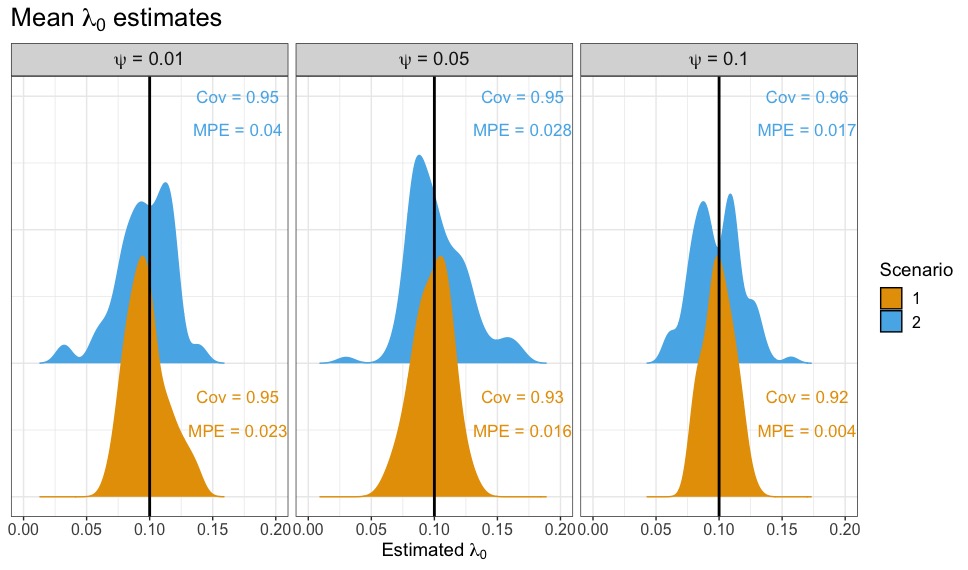 Mean λ₀ estimates
ψ = 0.01
ψ = 0.05
ψ = 0.1
Cov = 0.95
MPE = 0.04
Cov = 0.95
MPE = 0.023
Cov = 0.95
MPE = 0.028
Cov = 0.93
MPE = 0.016
Cov = 0.96
MPE = 0.017
Cov = 0.92
MPE = 0.004
0.00 0.05 0.10 0.15 0.20
0.00 0.05 0.10 0.15 0.20
0.00 0.05 0.10 0.15 0.20
Estimated λ₀
Scenario
1
2